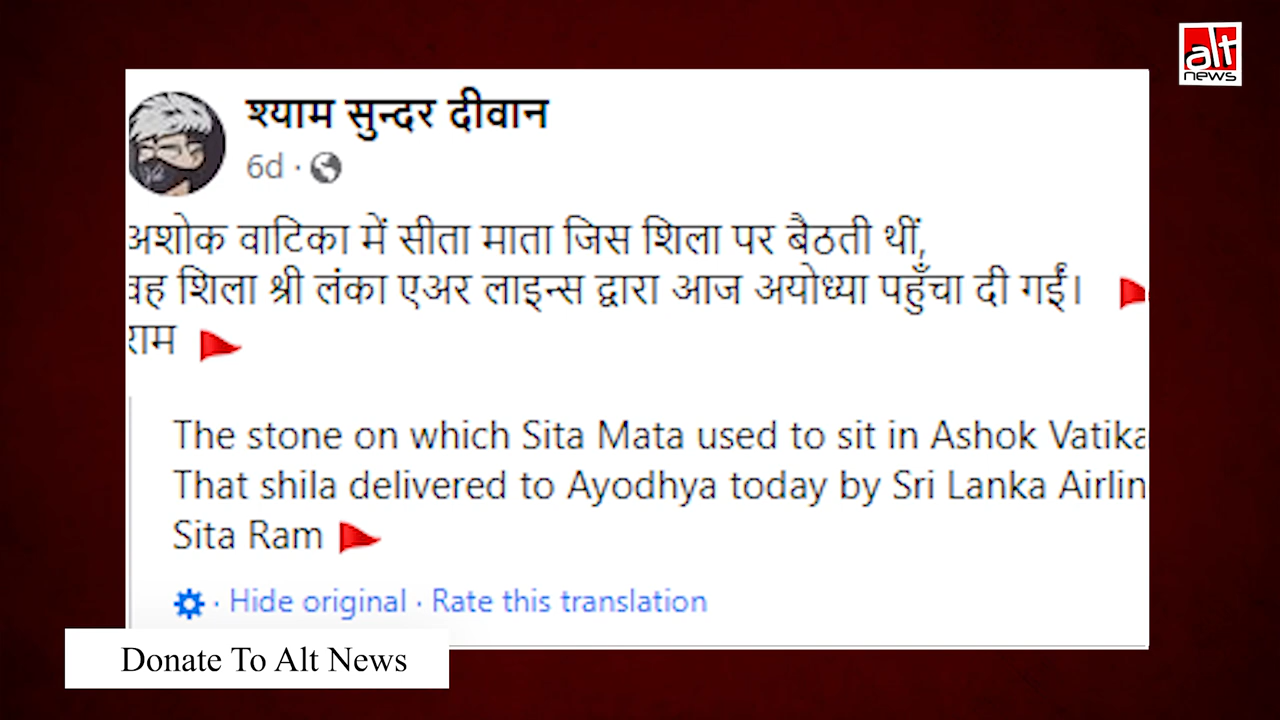 alt
news
श्याम सुन्दर दीवान
6d ·
अशोक वाटिका में सीता माता जिस शिला पर बैठती थीं,
वह शिला श्री लंका एअर लाइन्स द्वारा आज अयोध्या पहुँचा दी गईं।
राम
The stone on which Sita Mata used to sit in Ashok Vatika
That shila delivered to Ayodhya today by Sri Lanka Airlin
Sita Ram
· Hide original · Rate this translation
Donate To Alt News